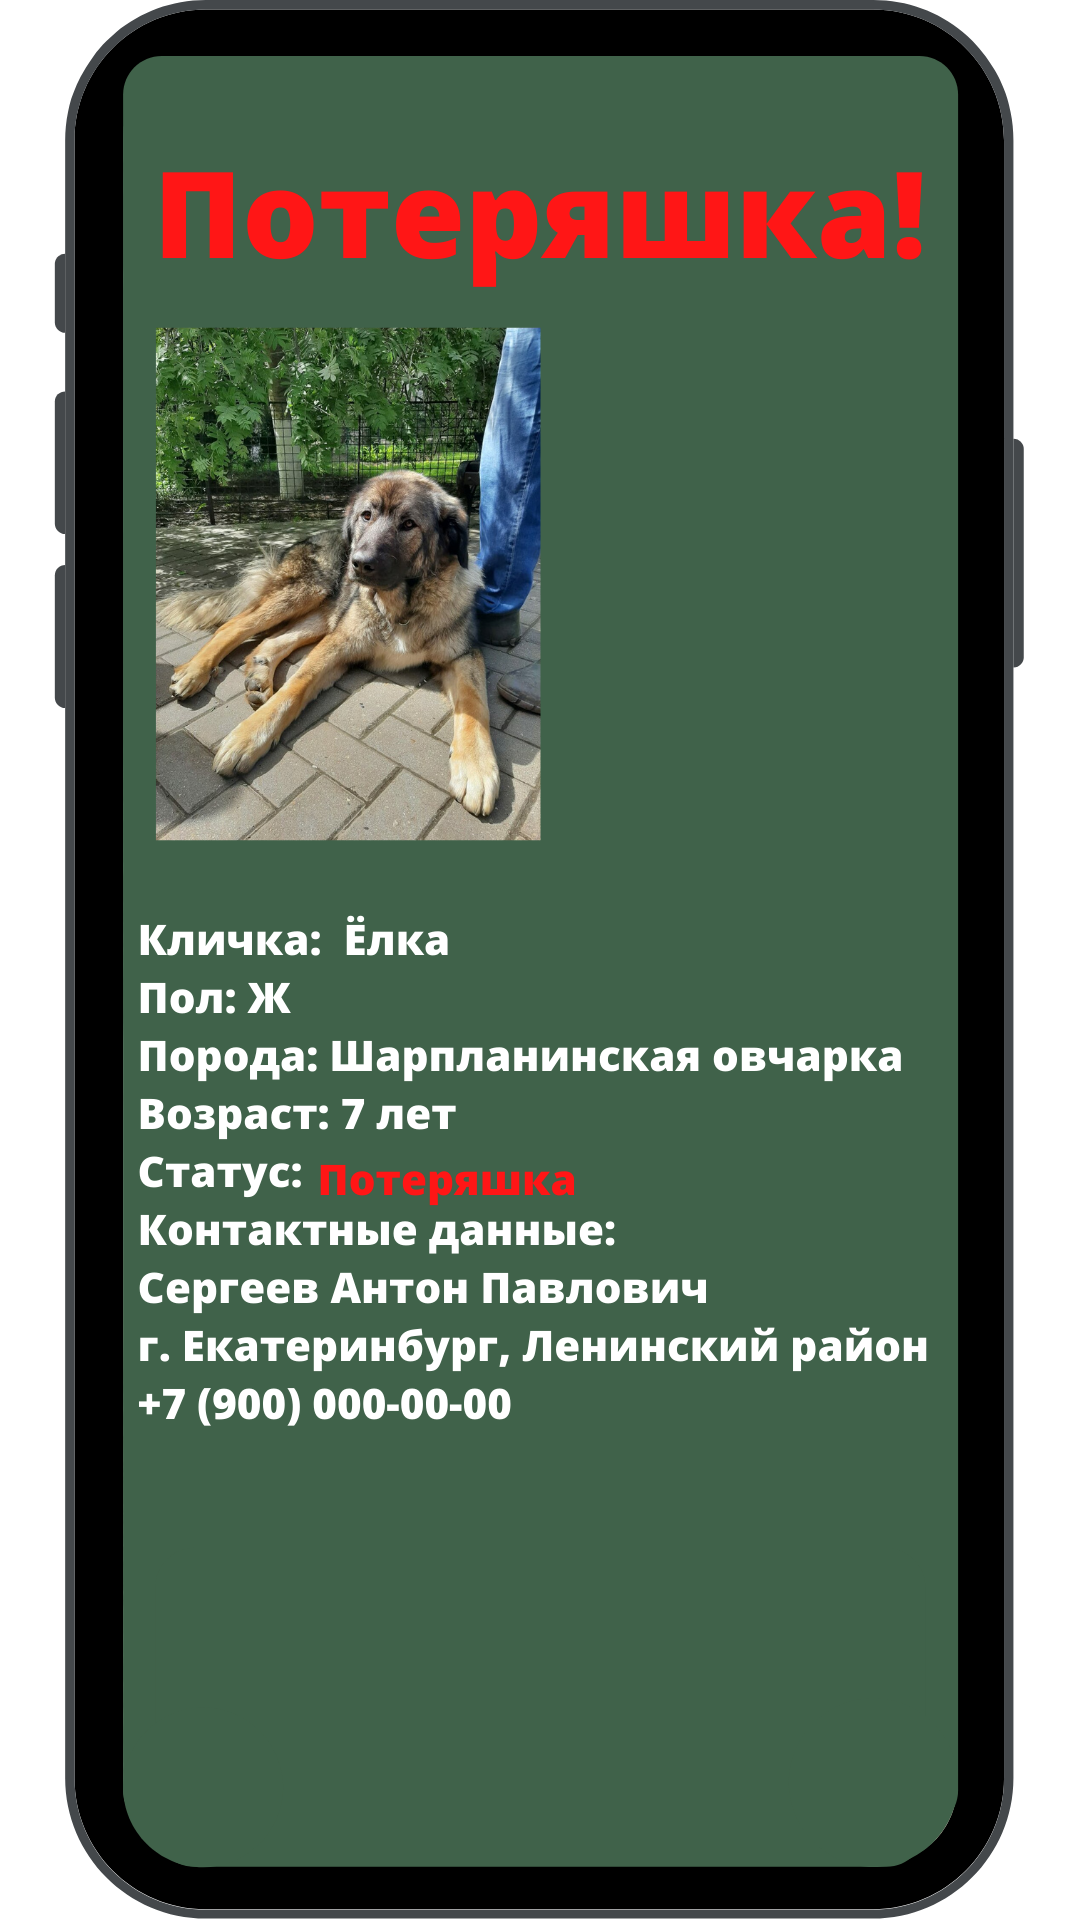 Потеряшка!
Кличка: Ёлка
Пол: Ж
Порода: Шарпланинская овчарка
Возраст: 7 лет
Статус: Потеряшка
Контактные данные:
Сергеев Антон Павлович
г. Екатеринбург, Ленинский район
+7 (900) 000-00-00